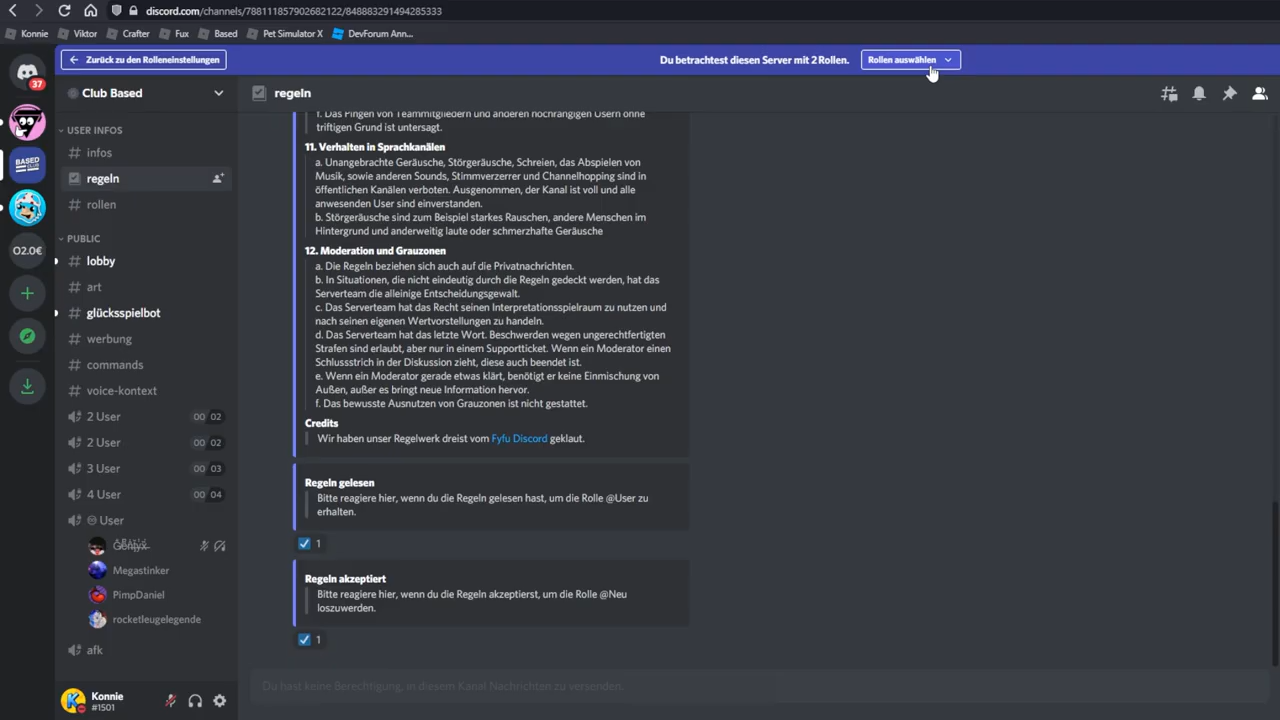 discord.com/channels/788111857902682122/848883291494285333
Konnie
Viktor
Crafter
Fux
Based
Pet Simulator X
DevForum Ann...
Zurück zu den Rolleneinstellungen
Du betrachtest diesen Server mit 2 Rollen.
Rollen auswählen
37
Club Based
regeln
USER INFOS
# infos
regeln
# rollen
PUBLIC
# lobby
# art
# glücksspielbot
# werbung
# commands
# voice-kontext
2 User 00 02
2 User 00 02
3 User 00 03
4 User 00 04
User
Megastinker
PimpDaniel
rocketleugelegende
afk
BASED
CLUB
O2.0€
Konnie
#1501
f. Das Pingen von Teammitgliedern und anderen hochrangigen Usern ohne
triftigen Grund ist untersagt.
11. Verhalten in Sprachkanälen
a. Unangebrachte Geräusche, Störgeräusche, Schreien, das Abspielen von
Musik, sowie anderen Sounds, Stimmverzerrer und Channelhopping sind in
öffentlichen Kanälen verboten. Ausgenommen, der Kanal ist voll und alle
anwesenden User sind einverstanden.
b. Störgeräusche sind zum Beispiel starkes Rauschen, andere Menschen im
Hintergrund und anderweitig laute oder schmerzhafte Geräusche
12. Moderation und Grauzonen
a. Die Regeln beziehen sich auch auf die Privatnachrichten.
b. In Situationen, die nicht eindeutig durch die Regeln gedeckt werden, hat das
Serverteam die alleinige Entscheidungsgewalt.
c. Das Serverteam hat das Recht seinen Interpretationsspielraum zu nutzen und
nach seinen eigenen Wertvorstellungen zu handeln.
d. Das Serverteam hat das letzte Wort. Beschwerden wegen ungerechtfertigten
Strafen sind erlaubt, aber nur in einem Supportticket. Wenn ein Moderator einen
Schlussstrich in der Diskussion zieht, diese auch beendet ist.
e. Wenn ein Moderator gerade etwas klärt, benötigt er keine Einmischung von
Außen, außer es bringt neue Information hervor.
f. Das bewusste Ausnutzen von Grauzonen ist nicht gestattet.
Credits
Wir haben unser Regelwerk dreist vom Fyfu Discord geklaut.
Regeln gelesen
Bitte reagiere hier, wenn du die Regeln gelesen hast, um die Rolle @User zu
erhalten.
1
Regeln akzeptiert
Bitte reagiere hier, wenn du die Regeln akzeptierst, um die Rolle @Neu
loszuwerden.
1
Du hast keine Berechtigung, in diesem Kanal Nachrichten zu versenden.